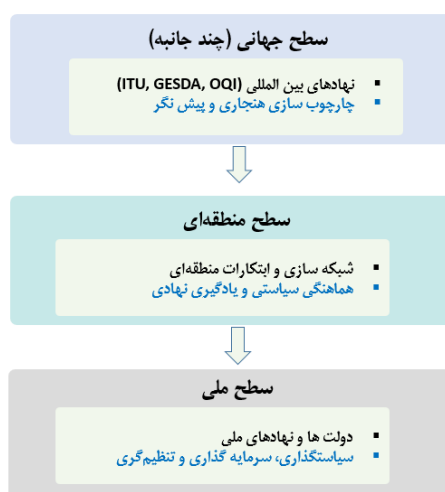 سطح جهانی (چند جانبه)
نهادهای بین المللی (ITU, GESDA, OQI)
چارچوب سازی هنجاری و پیش نگر
سطح منطقه‌ای
شبکه سازی و ابتکارات منطقه‌ای
هماهنگی سیاستی و یادگیری نهادی
سطح ملی
دولت ها و نهادهای ملی
سیاستگذاری، سرمایه گذاری و تنظیم‌گری